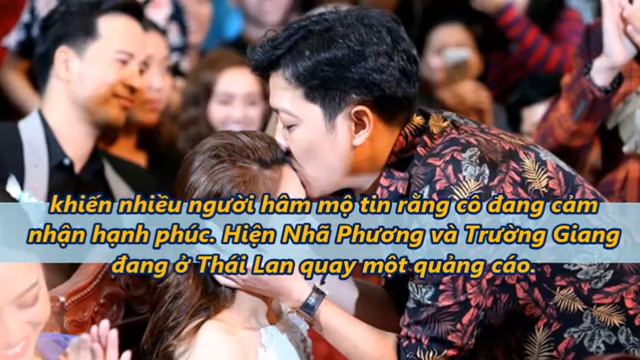 khiến nhiều người hâm mộ tin rằng cô đang cảm
nhận hạnh phúc. Hiện Nhã Phương và Trường Giang
đang ở Thái Lan quay một quảng cáo.